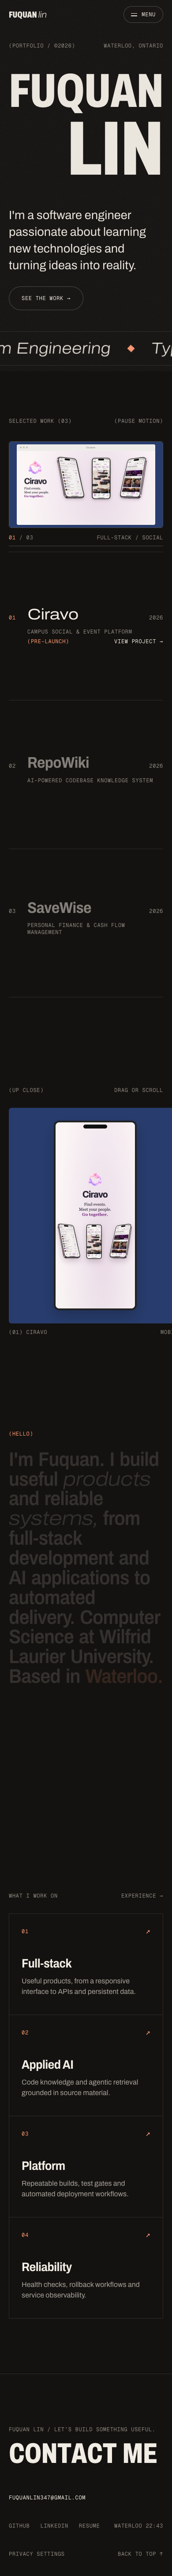 FUQUAN lin
MENU
(PORTFOLIO / ©2026)
WATERLOO, ONTARIO
FUQUAN
LIN
I'm a software engineer
passionate about learning
new technologies and
turning ideas into reality.
SEE THE WORK →
m Engineering ◆ Ty
SELECTED WORK (03)
(PAUSE MOTION)
Ciravo
Find events.
Meet your people.
Go together.
01 / 03
FULL-STACK / SOCIAL
01
Ciravo
2026
CAMPUS SOCIAL & EVENT PLATFORM
(PRE-LAUNCH)
VIEW PROJECT →
02
RepoWiki
2026
AI-POWERED CODEBASE KNOWLEDGE SYSTEM
03
SaveWise
2026
PERSONAL FINANCE & CASH FLOW
MANAGEMENT
(UP CLOSE)
DRAG OR SCROLL
Ciravo
Find events.
Meet your people.
Go together.
(01) CIRAVO
MOB
(HELLO)
I'm Fuquan. I build
useful products
and reliable
systems, from
full-stack
development and
AI applications to
automated
delivery. Computer
Science at Wilfrid
Laurier University.
Based in Waterloo.
WHAT I WORK ON
EXPERIENCE →
01 ↗
Full-stack
Useful products, from a responsive
interface to APIs and persistent data.
02 ↗
Applied AI
Code knowledge and agentic retrieval
grounded in source material.
03 ↗
Platform
Repeatable builds, test gates and
automated deployment workflows.
04 ↗
Reliability
Health checks, rollback workflows and
service observability.
FUQUAN LIN / LET'S BUILD SOMETHING USEFUL.
CONTACT ME
FUQUANLIN347@GMAIL.COM
GITHUB LINKEDIN RESUME WATERLOO 22:43
PRIVACY SETTINGS
BACK TO TOP ↑